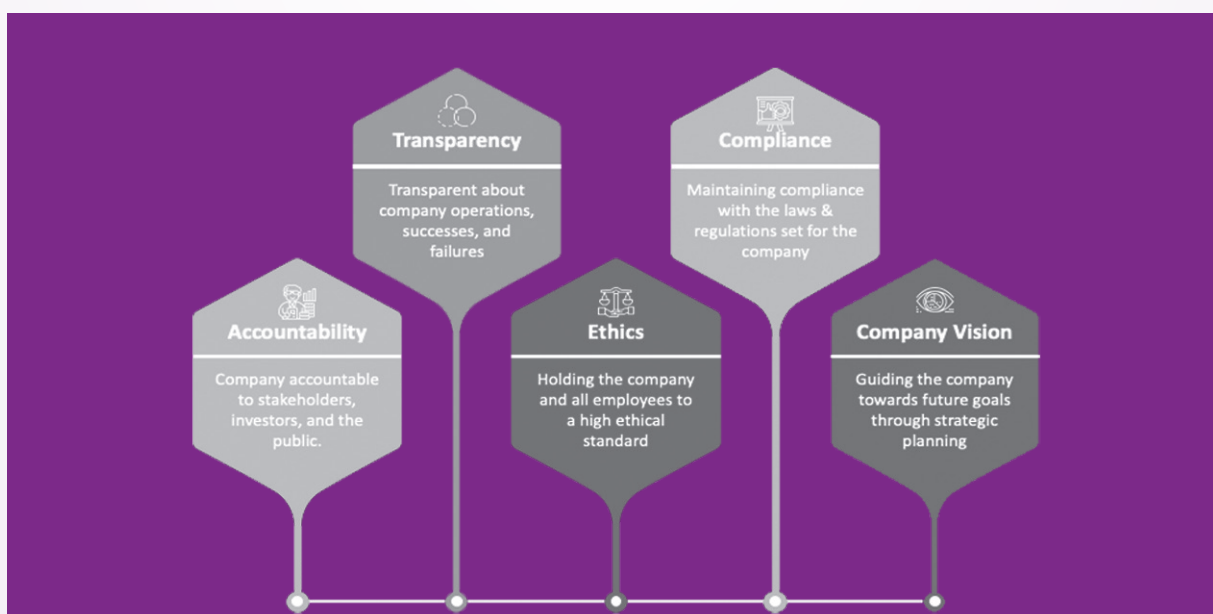 Transparency
Transparent about
company operations,
successes, and
failures
Compliance
Maintaining compliance
with the laws &
regulations set for the
company
Accountability
Company accountable
to stakeholders,
investors, and the
public.
Ethics
Holding the company
and all employees to
a high ethical
standard
Company Vision
Guiding the company
towards future goals
through strategic
planning